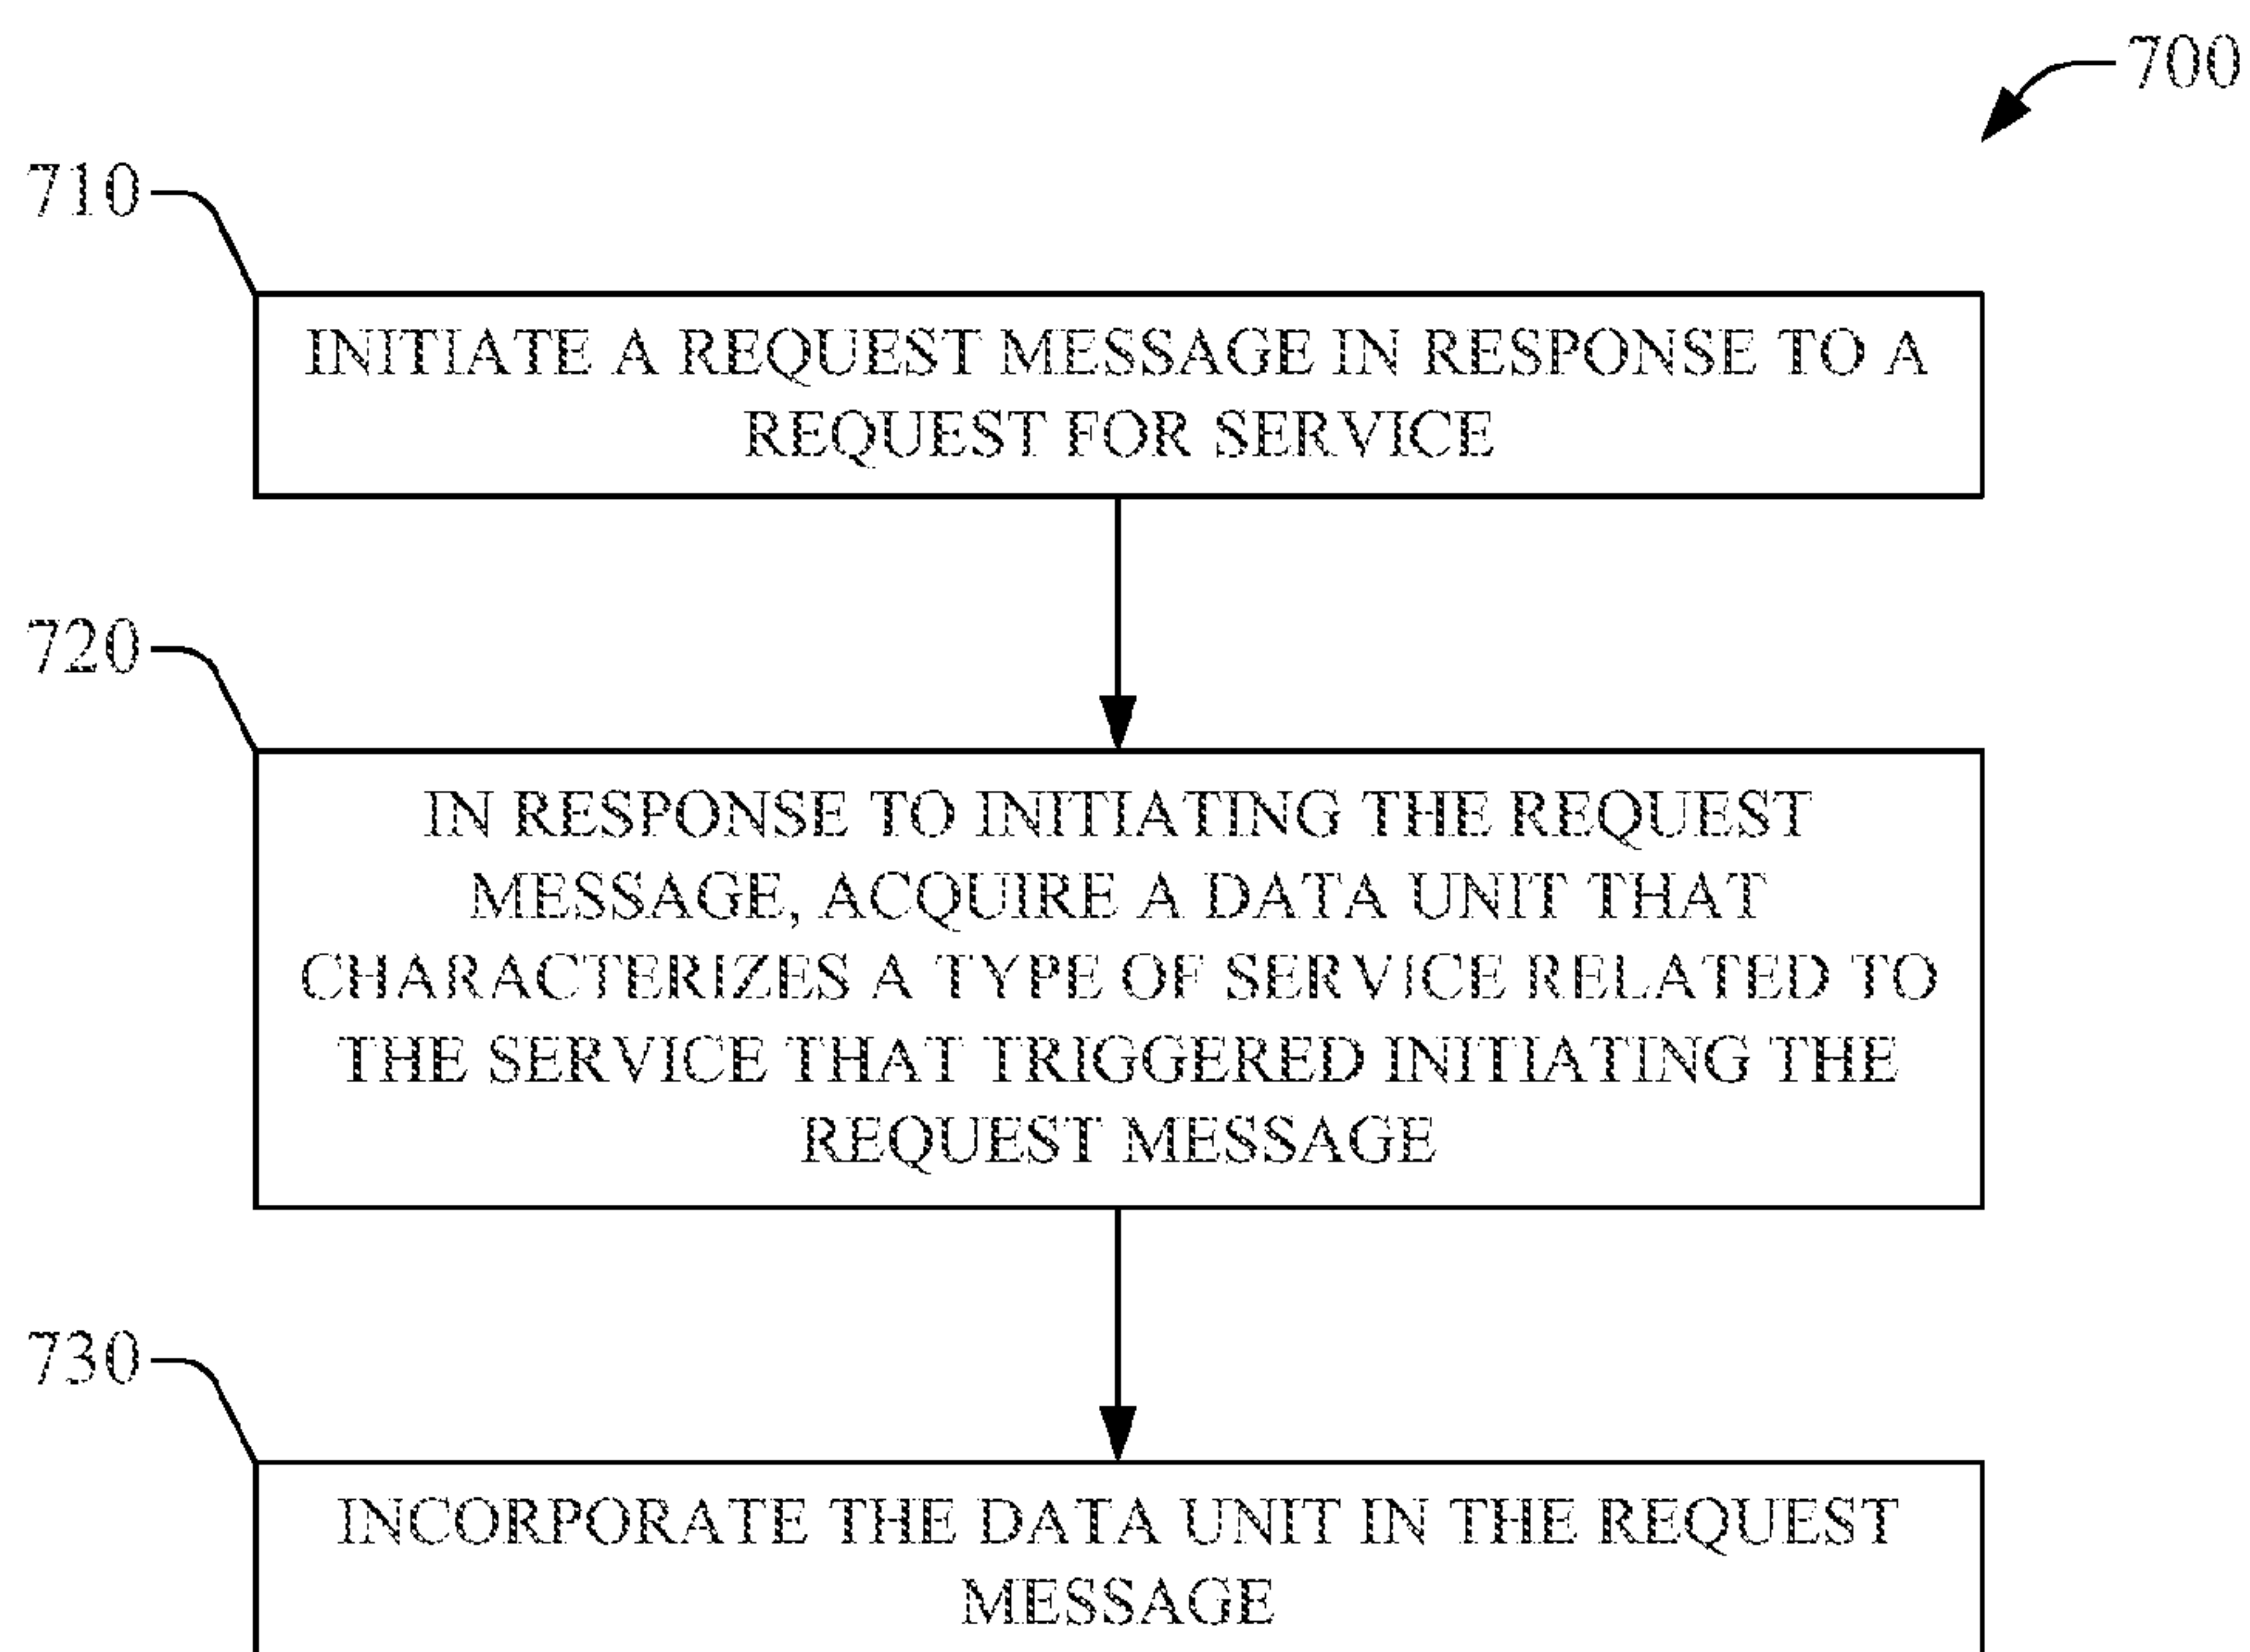 700
710
INITIATE A REQUEST MESSAGE IN RESPONSE TO A
REQUEST FOR SERVICE
720
IN RESPONSE TO INITIATING THE REQUEST
MESSAGE, ACQUIRE A DATA UNIT THAT
CHARACTERIZES A TYPE OF SERVICE RELATED TO
THE SERVICE THAT TRIGGERED INITIATING THE
REQUEST MESSAGE
730
INCORPORATE THE DATA UNIT IN THE REQUEST
MESSAGE